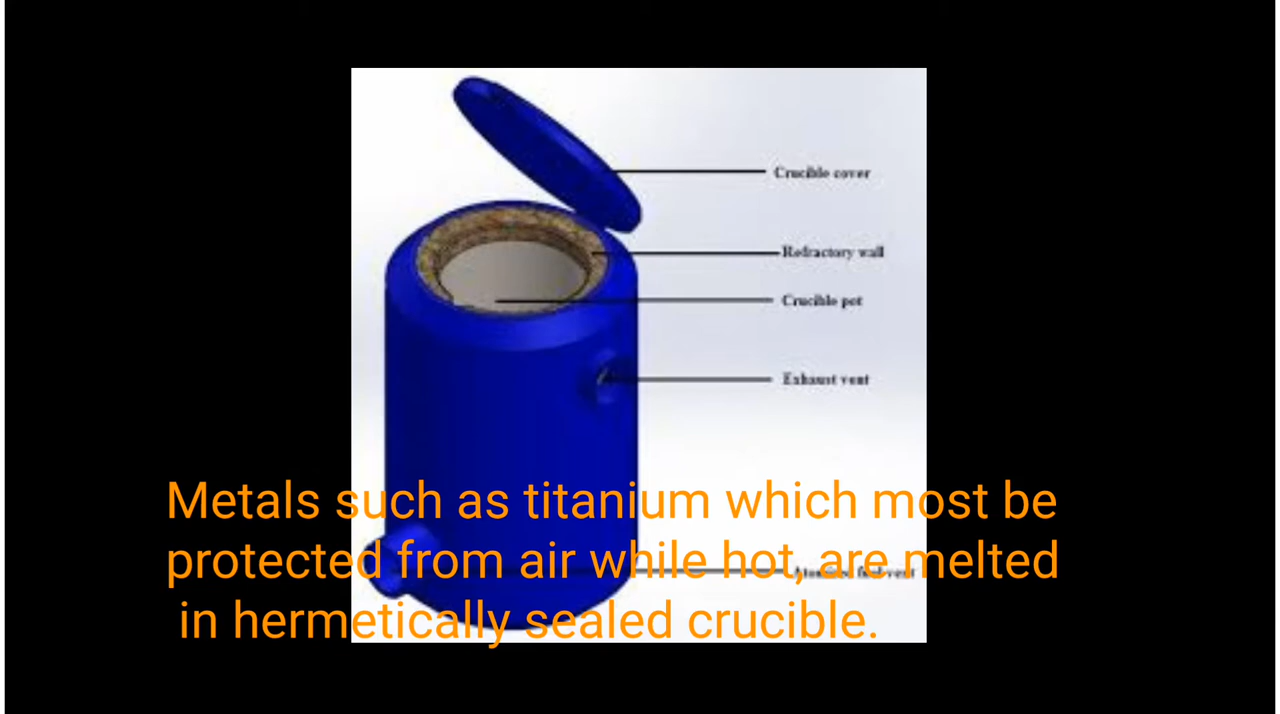 Crucible cover
Refractory wall
Crucible pot
Exhaust vent
Metals such as titanium which most be
protected from air while hot, are melted
in hermetically sealed crucible.